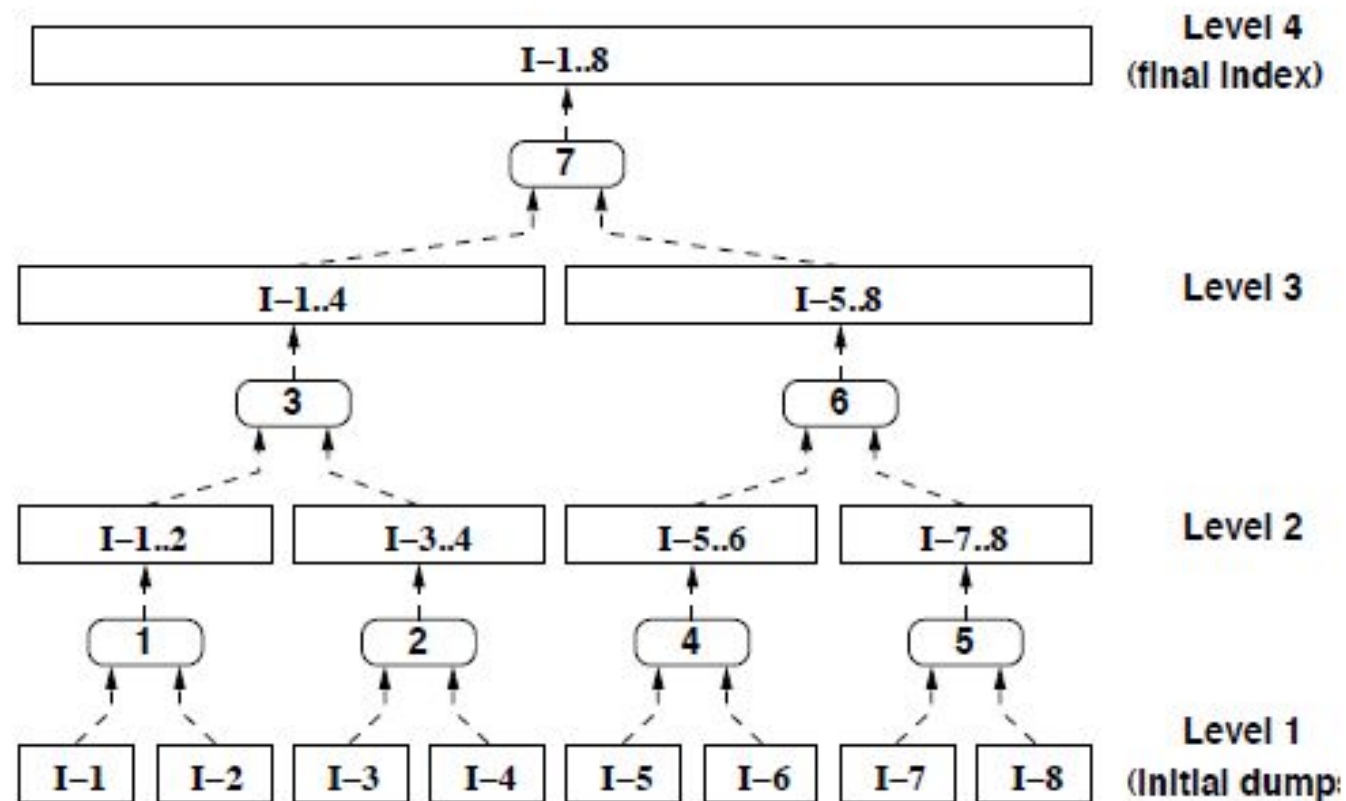 Level 4
I–1..8
(final index)
7
I–1..4
I–5..8
Level 3
3
6
I–1..2
I–3..4
I–5..6
I–7..8
Level 2
1
2
4
5
Level 1
I–1
I–2
I–3
I–4
I–5
I–6
I–7
I–8
(initial dumps